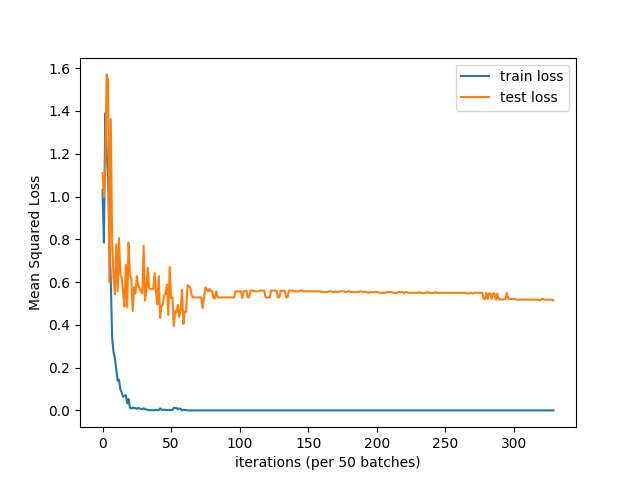 train loss
test loss
Mean Squared Loss
1.6
1.4
1.2
1.0
0.8
0.6
0.4
0.2
0.0
0 50 100 150 200 250 300
iterations (per 50 batches)